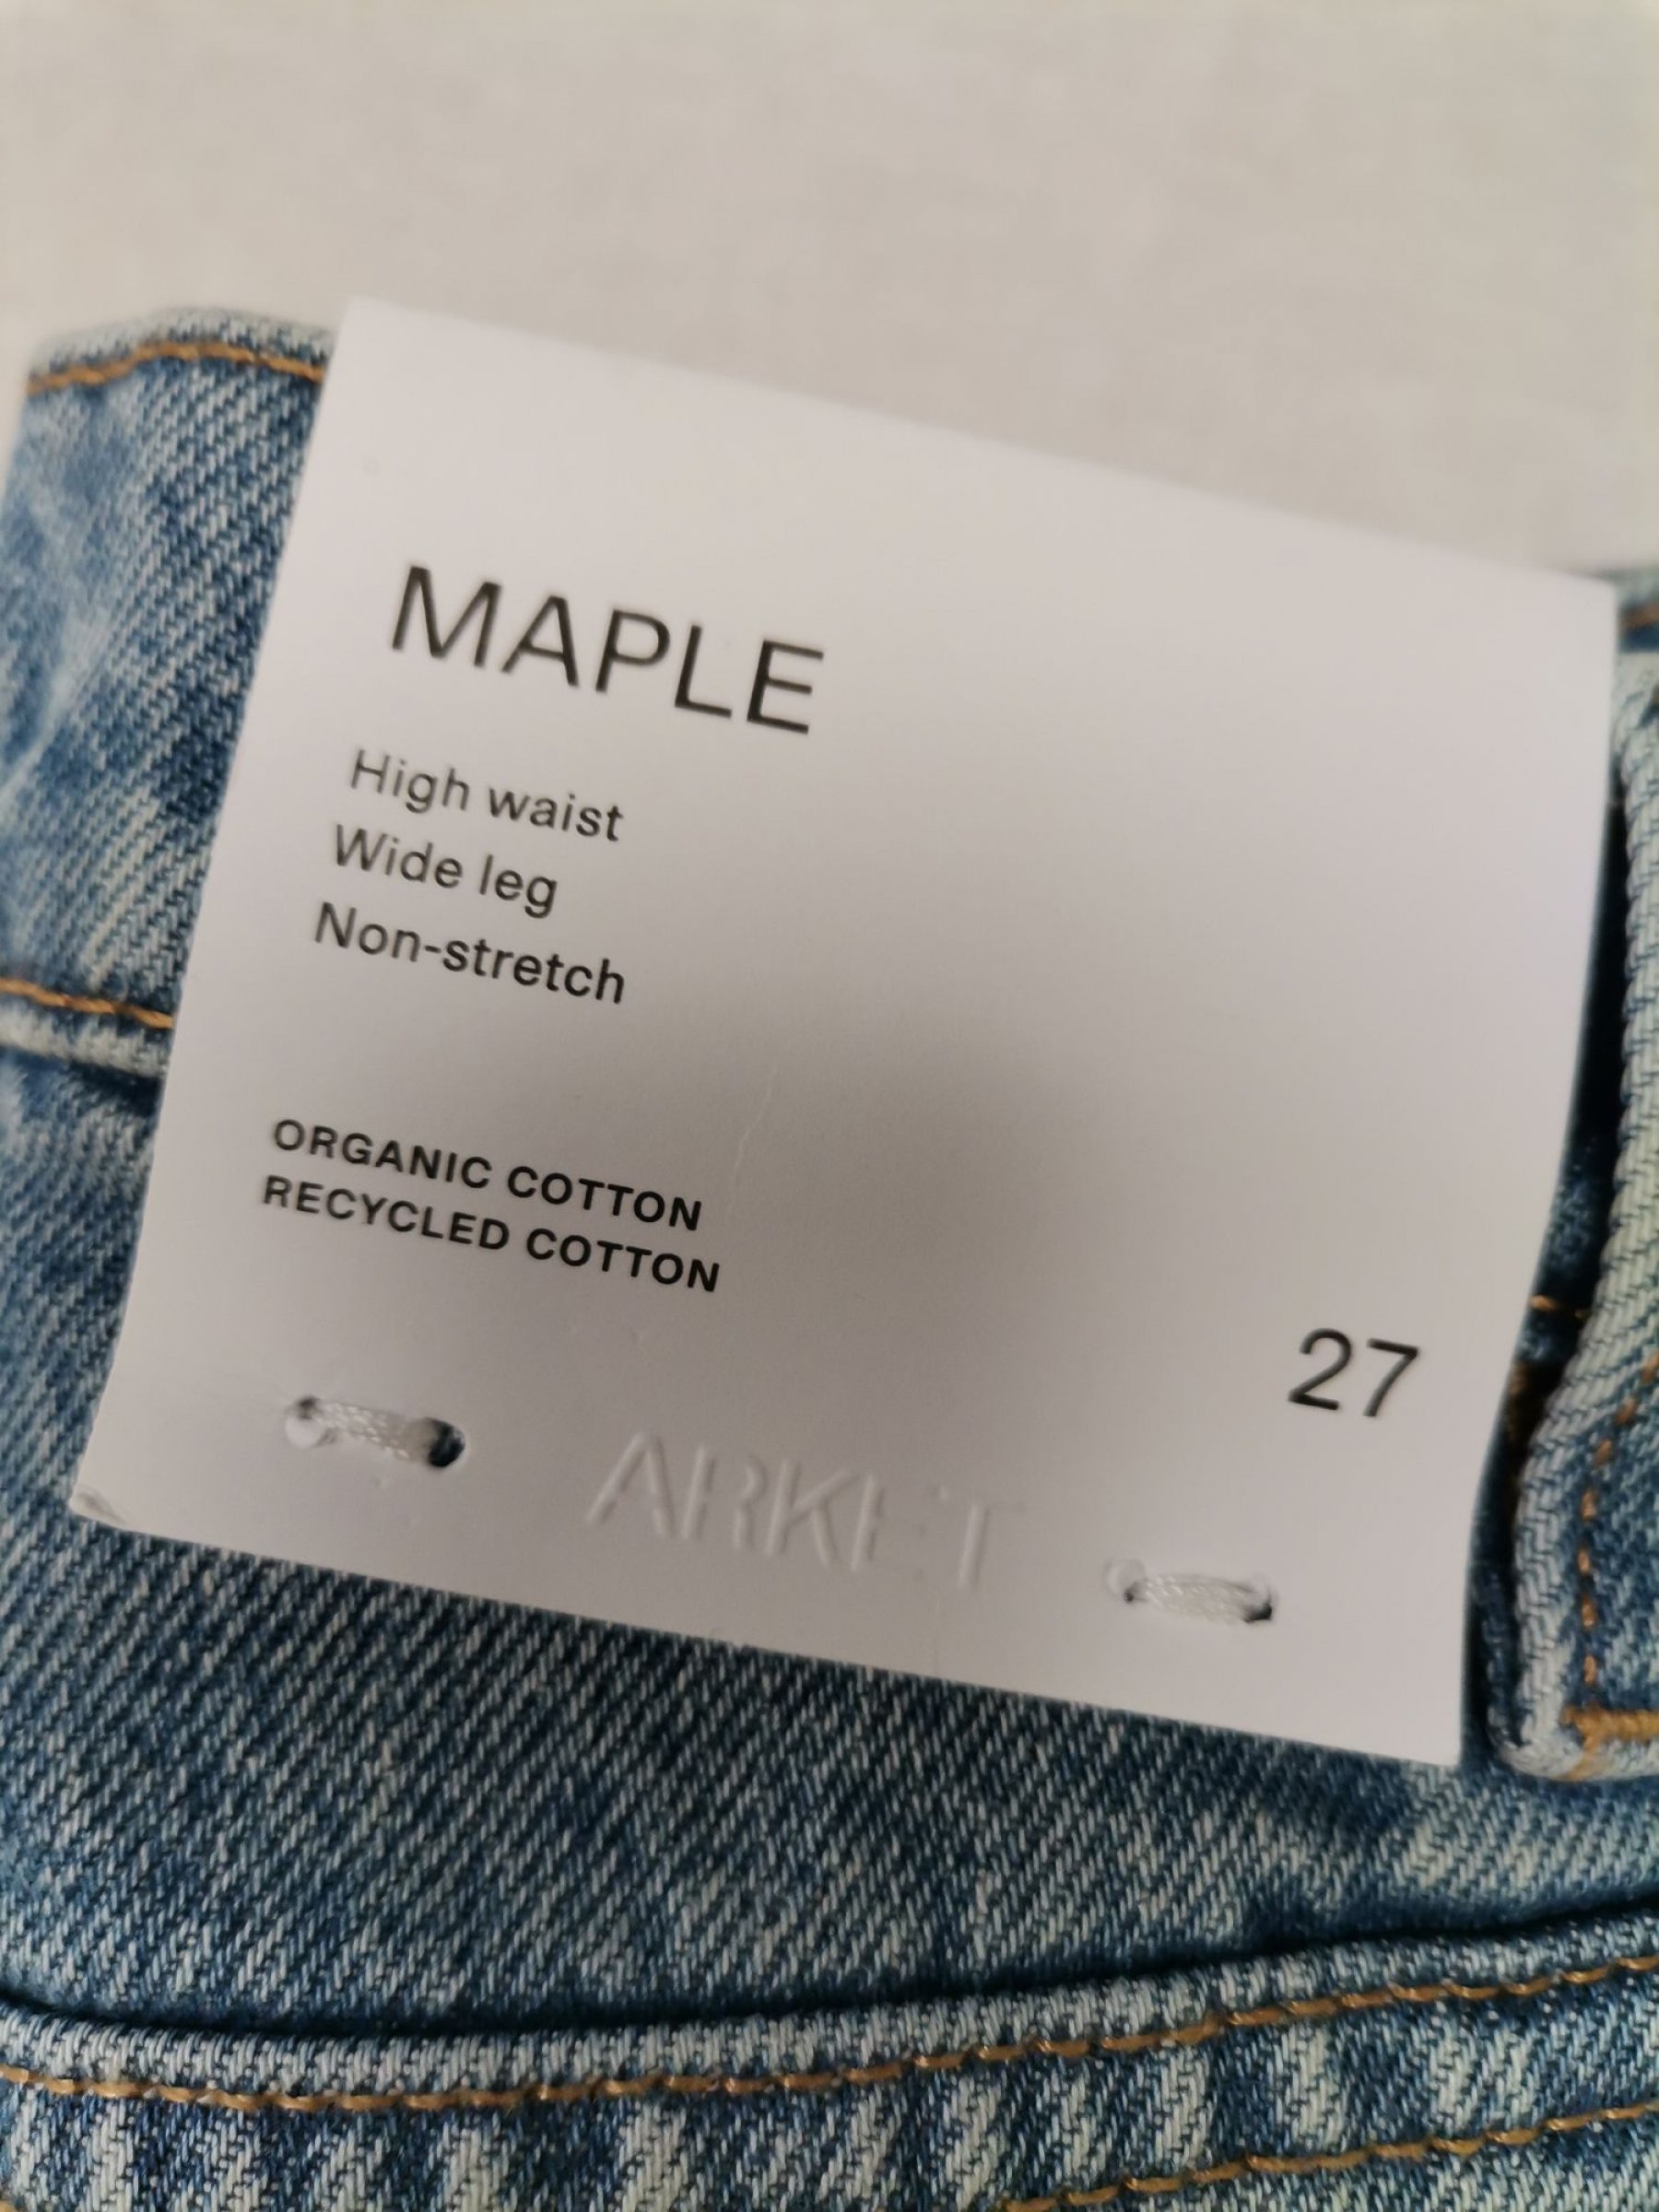 MAPLE
High waist
Wide leg
Non-stretch
ORGANIC COTTON
RECYCLED COTTON
27
ARKET